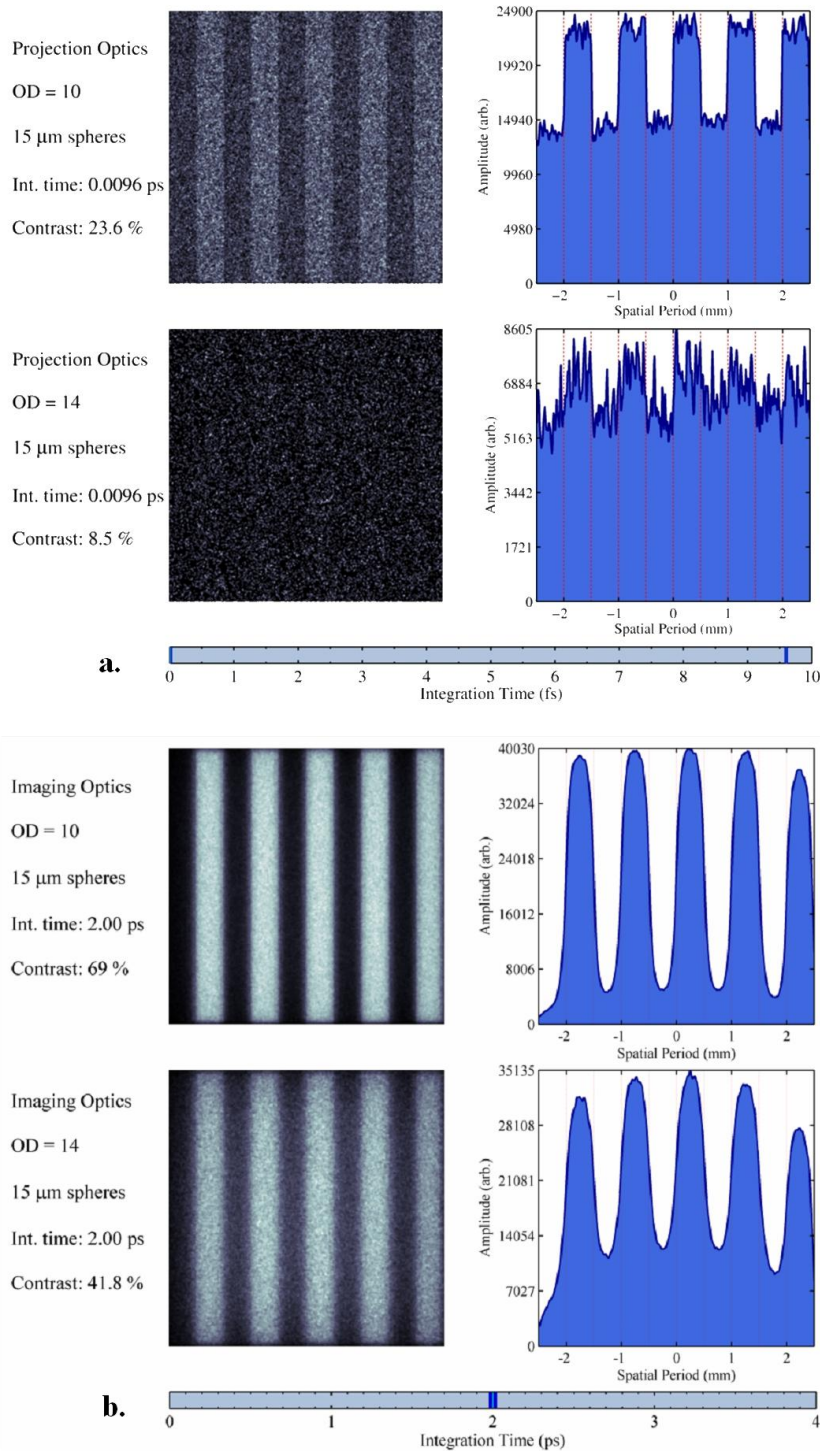 Projection Optics
OD = 10
15 μm spheres
Int. time: 0.0096 ps
Contrast: 23.6 %
24900
19920
14940
9960
4980
0
Amplitude (arb.)
−2 −1 0 1 2
Spatial Period (mm)
Projection Optics
OD = 14
15 μm spheres
Int. time: 0.0096 ps
Contrast: 8.5 %
8605
6884
5163
3442
1721
0
Amplitude (arb.)
−2 −1 0 1 2
Spatial Period (mm)
a.
0 1 2 3 4 5 6 7 8 9 10
Integration Time (fs)
Imaging Optics
OD = 10
15 μm spheres
Int. time: 2.00 ps
Contrast: 69 %
40030
32024
24018
16012
8006
0
Amplitude (arb.)
-2 -1 0 1 2
Spatial Period (mm)
Imaging Optics
OD = 14
15 μm spheres
Int. time: 2.00 ps
Contrast: 41.8 %
35135
28108
21081
14054
7027
0
Amplitude (arb.)
-2 -1 0 1 2
Spatial Period (mm)
b.
0 1 2 3 4
Integration Time (ps)